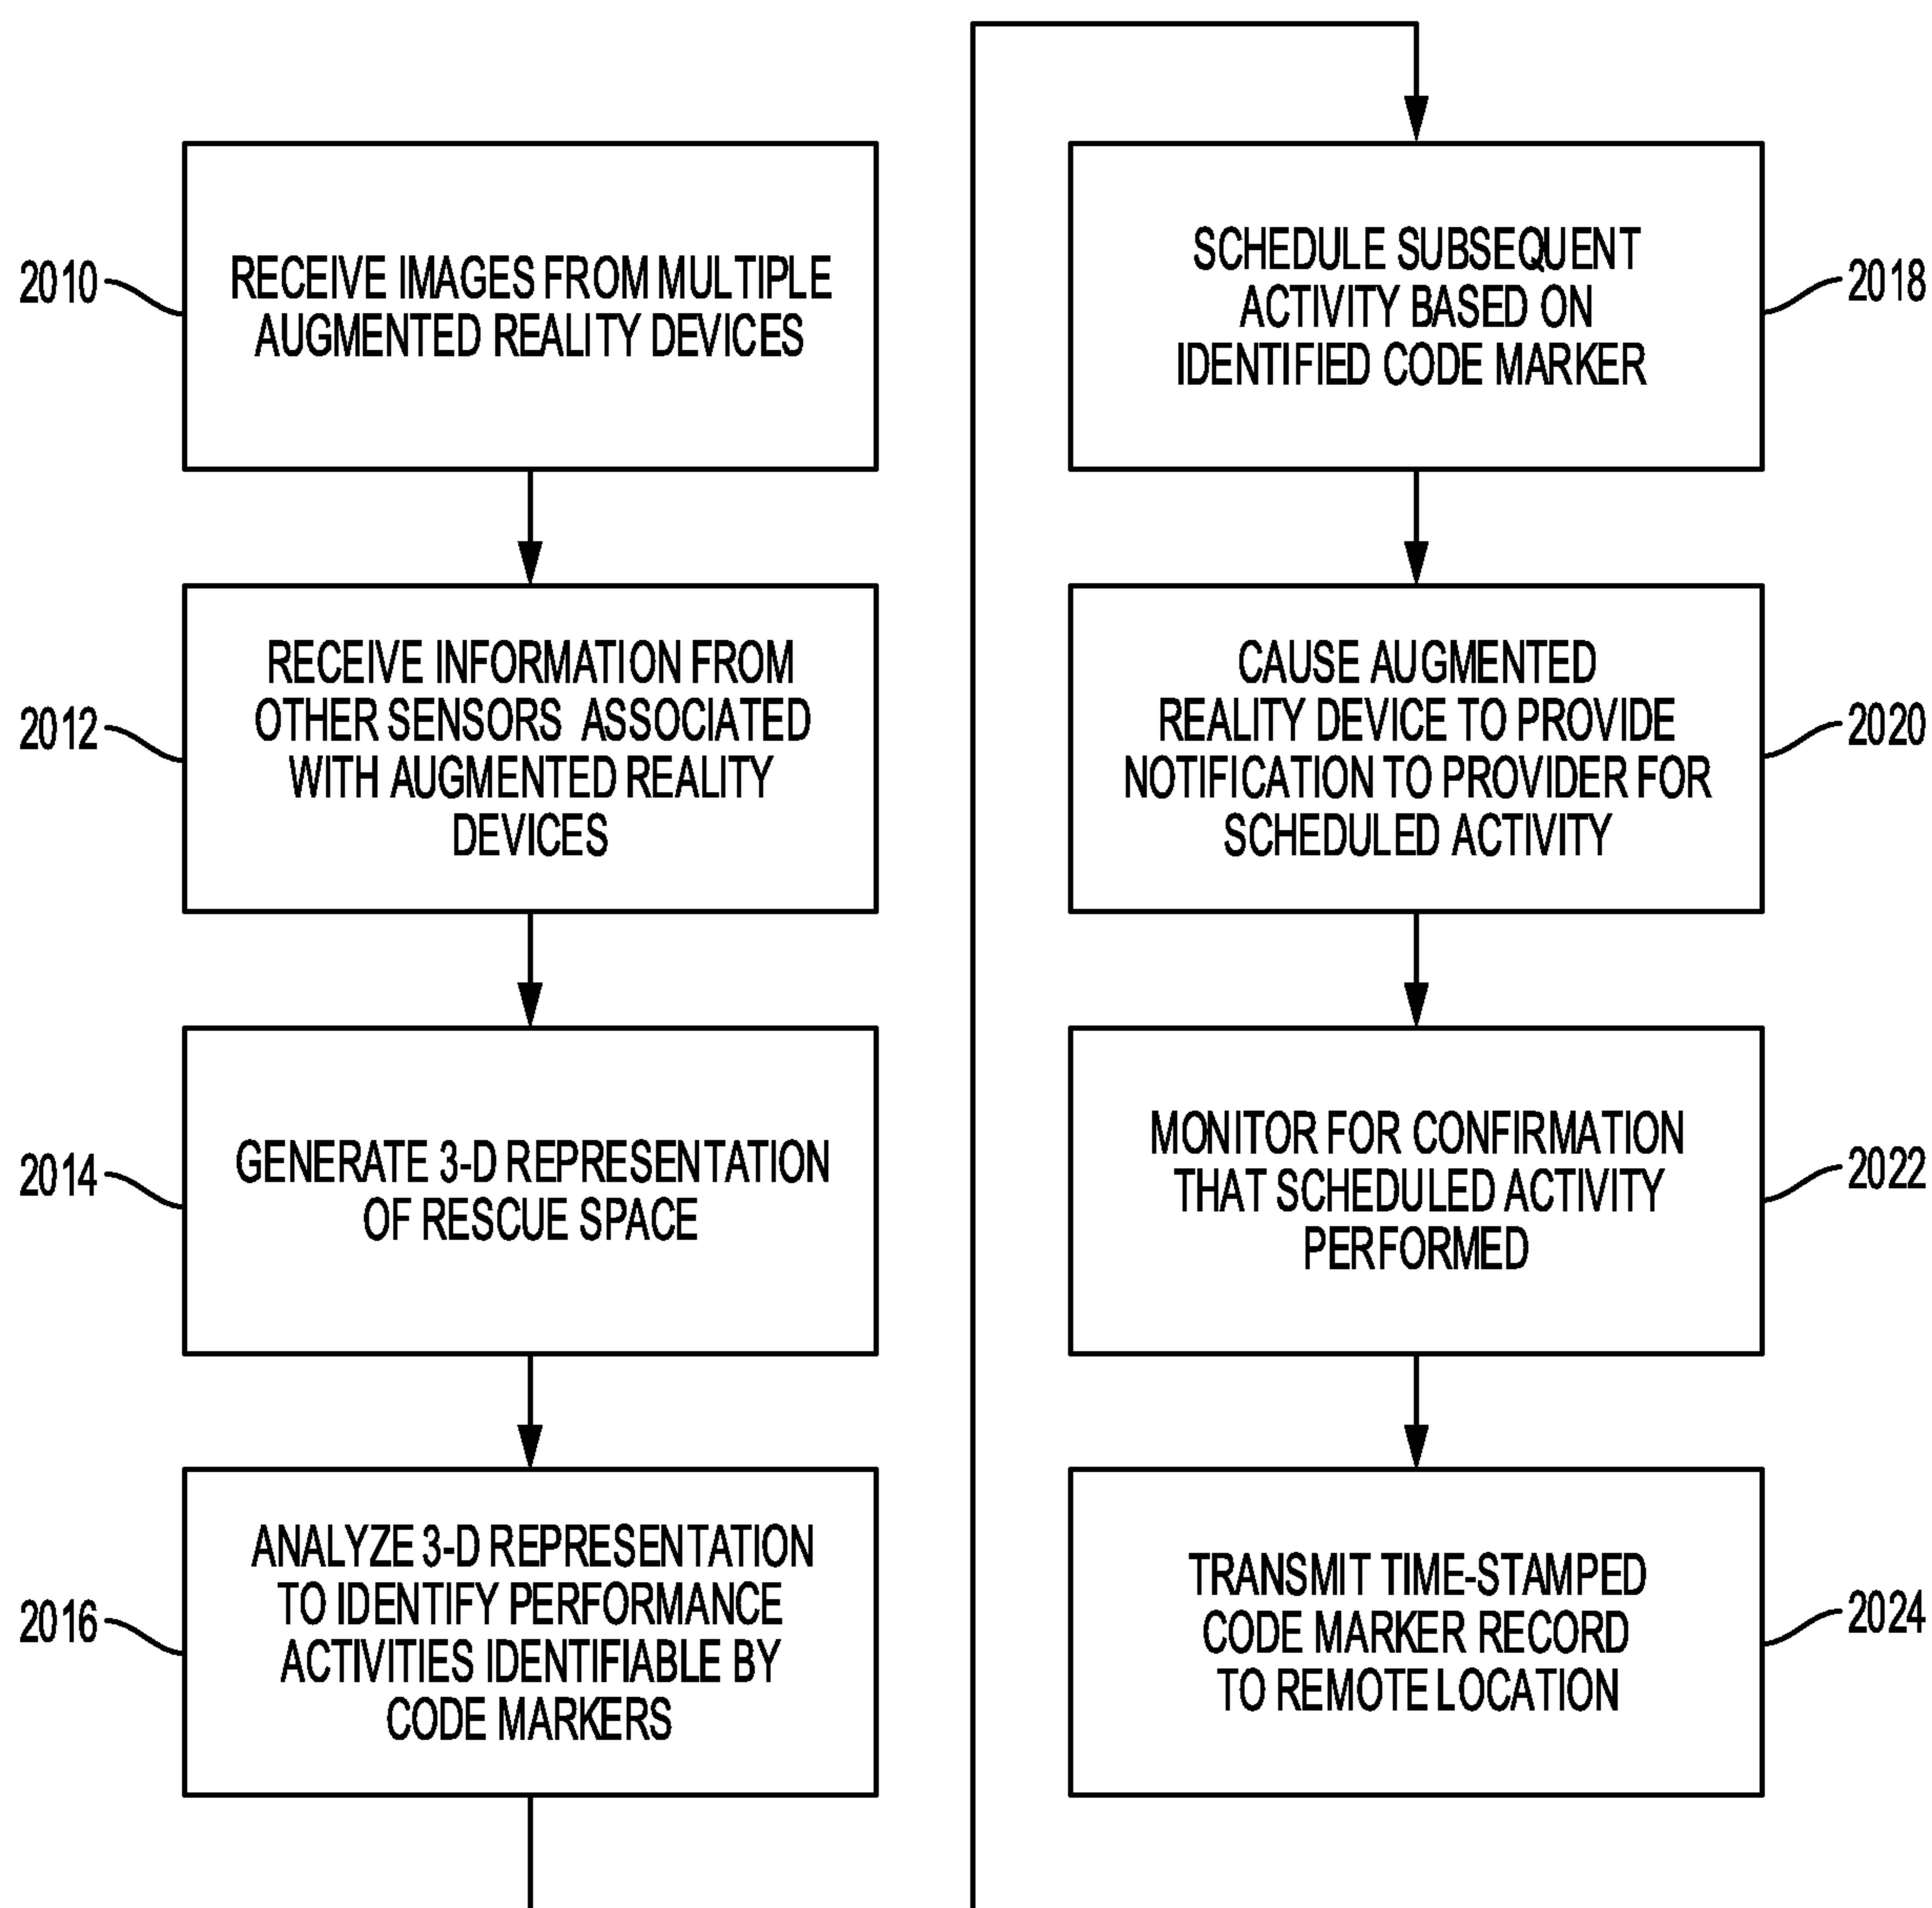 2010
RECEIVE IMAGES FROM MULTIPLE
AUGMENTED REALITY DEVICES
2012
RECEIVE INFORMATION FROM
OTHER SENSORS ASSOCIATED
WITH AUGMENTED REALITY
DEVICES
2014
GENERATE 3-D REPRESENTATION
OF RESCUE SPACE
2016
ANALYZE 3-D REPRESENTATION
TO IDENTIFY PERFORMANCE
ACTIVITIES IDENTIFIABLE BY
CODE MARKERS
SCHEDULE SUBSEQUENT
ACTIVITY BASED ON
IDENTIFIED CODE MARKER
2018
CAUSE AUGMENTED
REALITY DEVICE TO PROVIDE
NOTIFICATION TO PROVIDER FOR
SCHEDULED ACTIVITY
2020
MONITOR FOR CONFIRMATION
THAT SCHEDULED ACTIVITY
PERFORMED
2022
TRANSMIT TIME-STAMPED
CODE MARKER RECORD
TO REMOTE LOCATION
2024